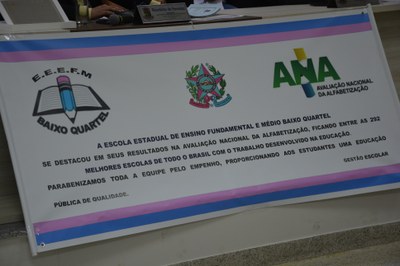 E.E.E.F.M
BAIXO QUARTEL
ANA
AVALIAÇÃO NACIONAL
DA ALFABETIZAÇÃO
A ESCOLA ESTADUAL DE ENSINO FUNDAMENTAL E MÉDIO BAIXO QUARTEL
SE DESTACOU EM SEUS RESULTADOS NA AVALIAÇÃO NACIONAL DA ALFABETIZAÇÃO, FICANDO ENTRE AS 252
MELHORES ESCOLAS DE TODO O BRASIL COM O TRABALHO DESENVOLVIDO NA EDUCAÇÃO.
PARABENIZAMOS TODA A EQUIPE PELO EMPENHO, PROPORCIONANDO AOS ESTUDANTES UMA EDUCAÇÃO
PÚBLICA DE QUALIDADE.
GESTÃO ESCOLAR